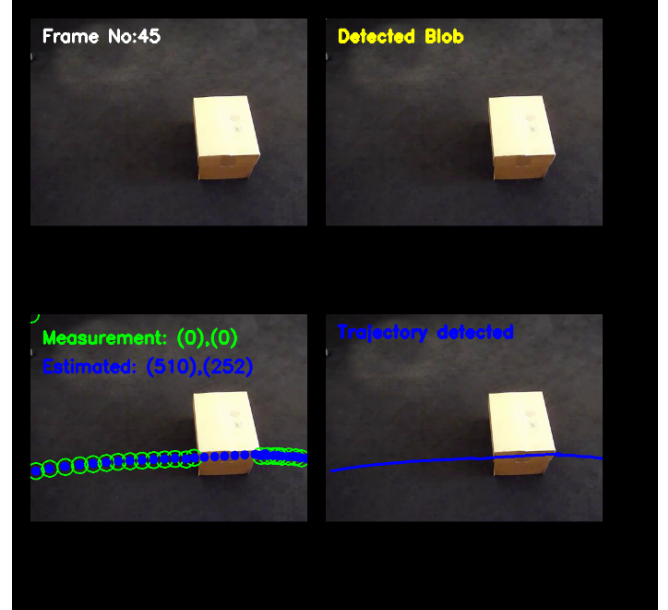 Frame No:45
Detected Blob
Measurement: (0),(0)
Estimated: (510),(252)
Trajectory detected